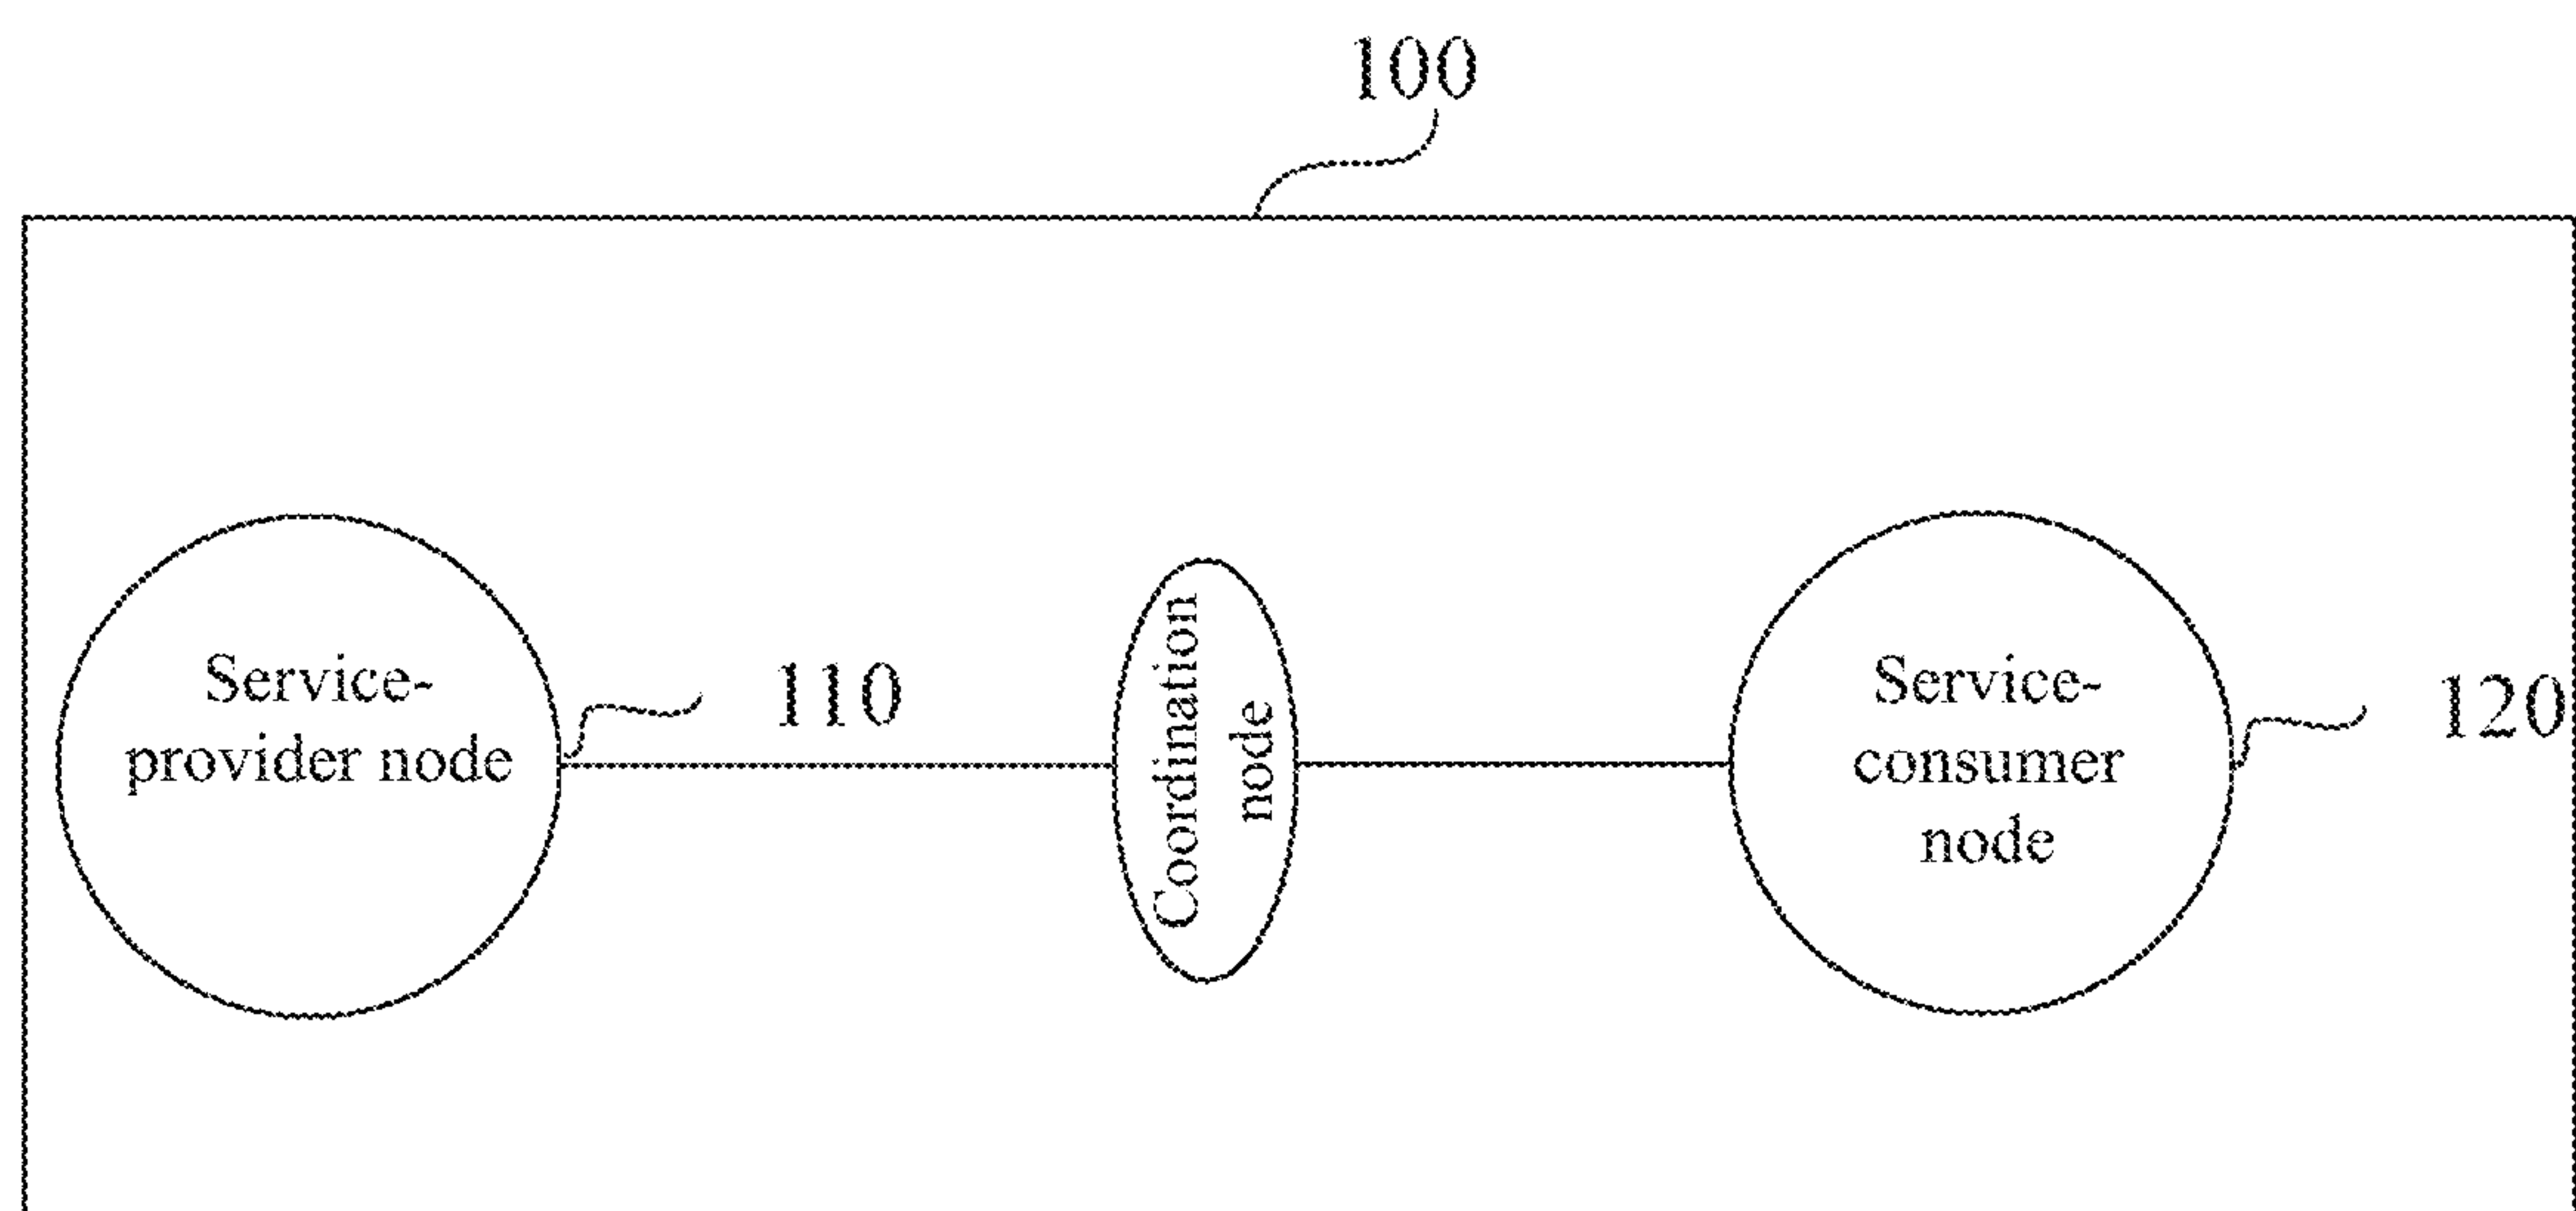 100
Service-
provider node
110
Coordination
node
Service-
consumer
node
120